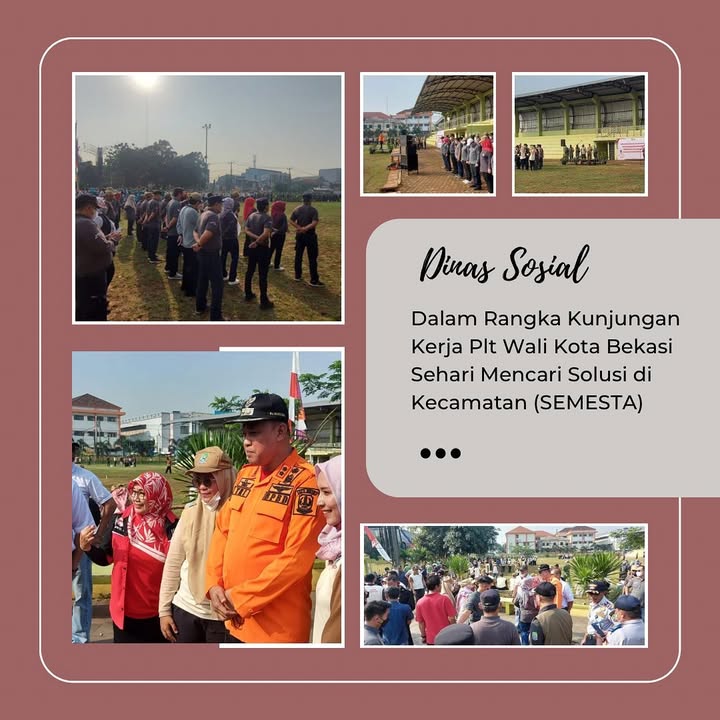 Dinas Sosial
Dalam Rangka Kunjungan
Kerja Plt Wali Kota Bekasi
Sehari Mencari Solusi di
Kecamatan (SEMESTA)